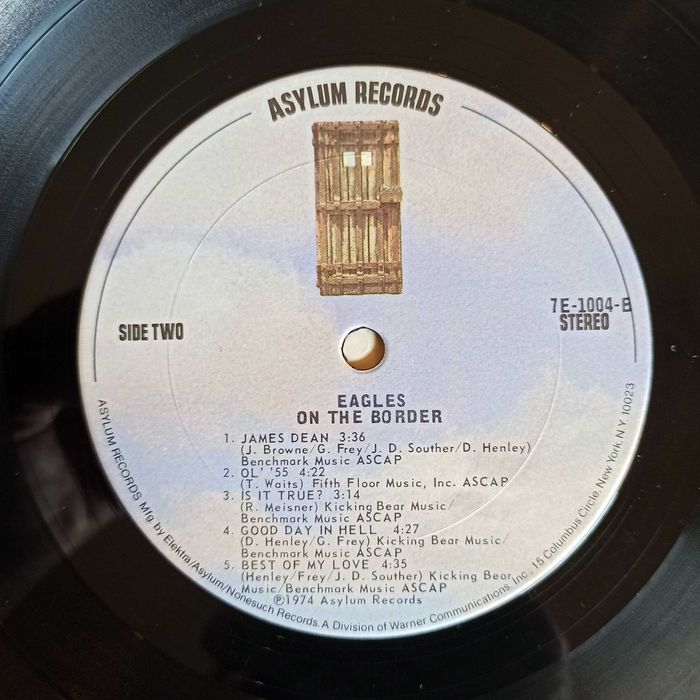 ASYLUM RECORDS
SIDE TWO
7E-1004-B
STEREO
EAGLES
ON THE BORDER
1. JAMES DEAN 3:36
(J. Browne/G. Frey/J. D. Souther/D. Henley)
Benchmark Music ASCAP
2. OL' '55 4:22
(T. Waits) Fifth Floor Music, Inc. ASCAP
3. IS IT TRUE? 3:14
(R. Meisner) Kicking Bear Music/
Benchmark Music ASCAP
4. GOOD DAY IN HELL 4:27
(D. Henley/G. Frey) Kicking Bear Music/
Benchmark Music ASCAP
5. BEST OF MY LOVE 4:35
(Henley/Frey/J. D. Souther) Kicking Bear
Music/Benchmark Music ASCAP
℗1974 Asylum Records
ASYLUM RECORDS Mfg. by Elektra/Asylum/Nonesuch Records. A Division of Warner Communications, Inc., 15 Columbus Circle, New York N Y 10023